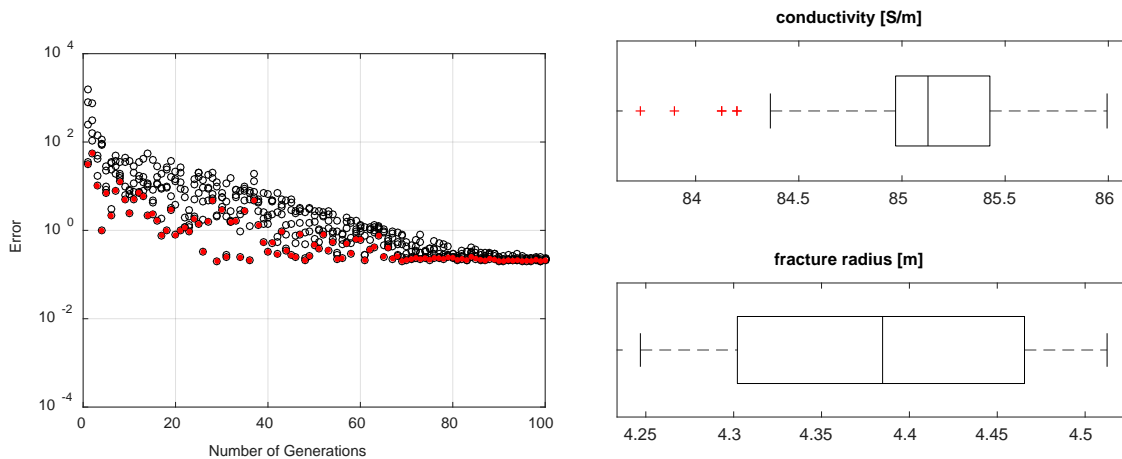 10 4
10 2
10 0
10 -2
10 -4
Error
0 20 40 60 80 100
Number of Generations
conductivity [S/m]
84 84.5 85 85.5 86
fracture radius [m]
4.25 4.3 4.35 4.4 4.45 4.5